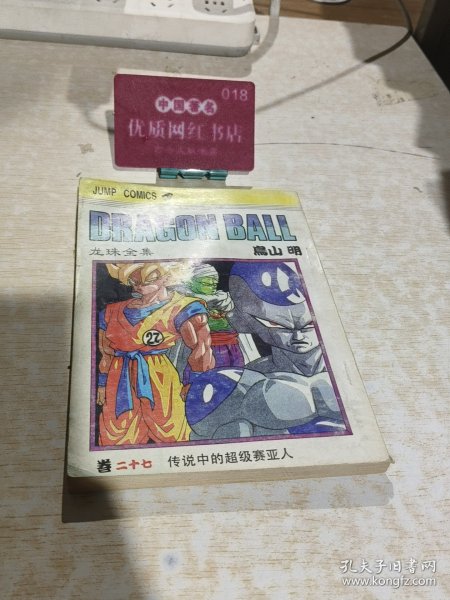 018
中国著名
优质网红书店
JUMP COMICS
DRAGON BALL
龙珠全集
鳥山明
27
卷二十七 传说中的超级赛亚人
孔夫子旧书网
www.kongfz.com